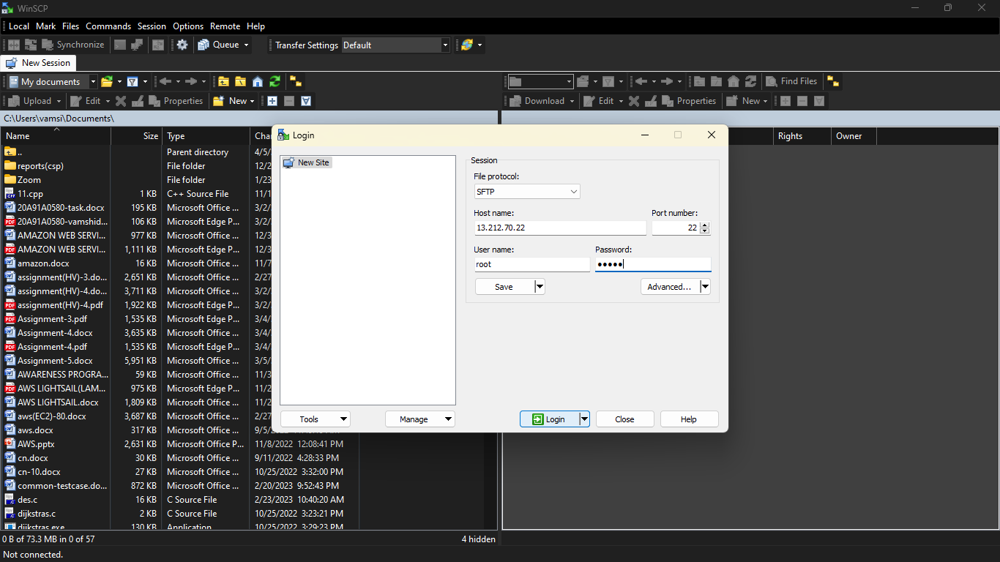 WinSCP
Local Mark Files Commands Session Options Remote Help
Synchronize Queue Transfer Settings Default
New Session
My documents Find Files
Upload Edit Properties New Download Edit Properties New
C:\Users\vamsi\Documents\
Name Size Type Cha Rights Owner
.. Parent directory 4/5/
reports(csp) File folder 12/2
Zoom File folder 1/23
11.cpp 1 KB C++ Source File 11/1
20A91A0580-task.docx 195 KB Microsoft Office ... 3/2/
20A91A0580-vamshid... 106 KB Microsoft Edge P... 3/2/
AMAZON WEB SERVI... 977 KB Microsoft Office ... 12/3
AMAZON WEB SERVI... 1,111 KB Microsoft Edge P... 12/3
amazon.docx 16 KB Microsoft Office ... 11/7
assignment(HV)-3.do... 2,651 KB Microsoft Office ... 2/27
assignment(HV)-4.do... 3,711 KB Microsoft Office ... 3/2/
assignment(HV)-4.pdf 1,922 KB Microsoft Edge P... 3/2/
Assignment-3.pdf 1,535 KB Microsoft Edge P... 3/4/
Assignment-4.docx 3,635 KB Microsoft Office ... 3/4/
Assignment-4.pdf 1,535 KB Microsoft Edge P... 3/4/
Assignment-5.docx 5,951 KB Microsoft Office ... 3/5/
AWARENESS PROGRA... 59 KB Microsoft Office ... 11/3
AWS LIGHTSAIL(LAM... 975 KB Microsoft Edge P... 11/2
AWS LIGHTSAIL.docx 1,809 KB Microsoft Office ... 11/2
aws(EC2)-80.docx 3,687 KB Microsoft Office ... 2/27
aws.docx 317 KB Microsoft Office ... 9/5/
AWS.pptx 2,631 KB Microsoft Office P... 11/8/2022 12:08:41 PM
cn.docx 30 KB Microsoft Office ... 9/11/2022 4:28:33 PM
cn-10.docx 27 KB Microsoft Office ... 10/25/2022 3:32:00 PM
common-testcase.do... 872 KB Microsoft Office ... 2/20/2023 9:52:43 PM
des.c 16 KB C Source File 2/23/2023 10:40:20 AM
dijkstras.c 2 KB C Source File 10/25/2022 3:23:21 PM
dijkstras.exe 130 KB Application 10/25/2022 3:29:23 PM
0 B of 73.3 MB in 0 of 57 4 hidden
Not connected.
Login
New Site
Session
File protocol:
SFTP
Host name: Port number:
13.212.70.22 22
User name: Password:
root •••••
Save Advanced...
Tools Manage Login Close Help